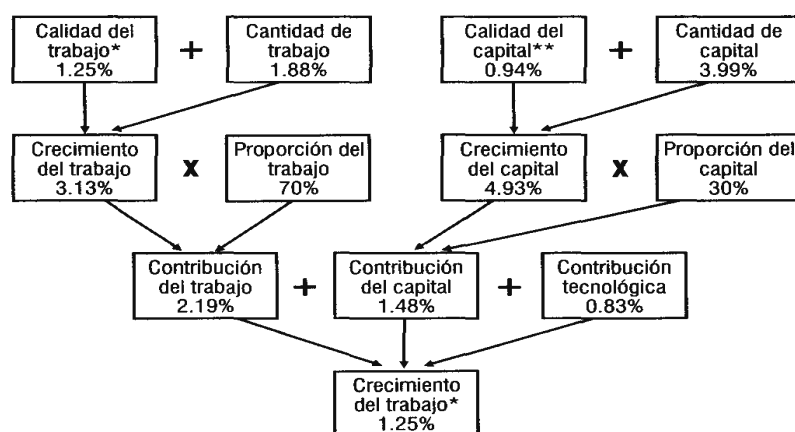 Calidad del
trabajo*
1.25%
+
Cantidad de
trabajo
1.88%
Calidad del
capital**
0.94%
+
Cantidad de
capital
3.99%
Crecimiento
del trabajo
3.13%
x
Proporción del
trabajo
70%
Crecimiento
del capital
4.93%
x
Proporción del
capital
30%
Contribución
del trabajo
2.19%
+
Contribución
del capital
1.48%
+
Contribución
tecnológica
0.83%
Crecimiento
del trabajo*
1.25%